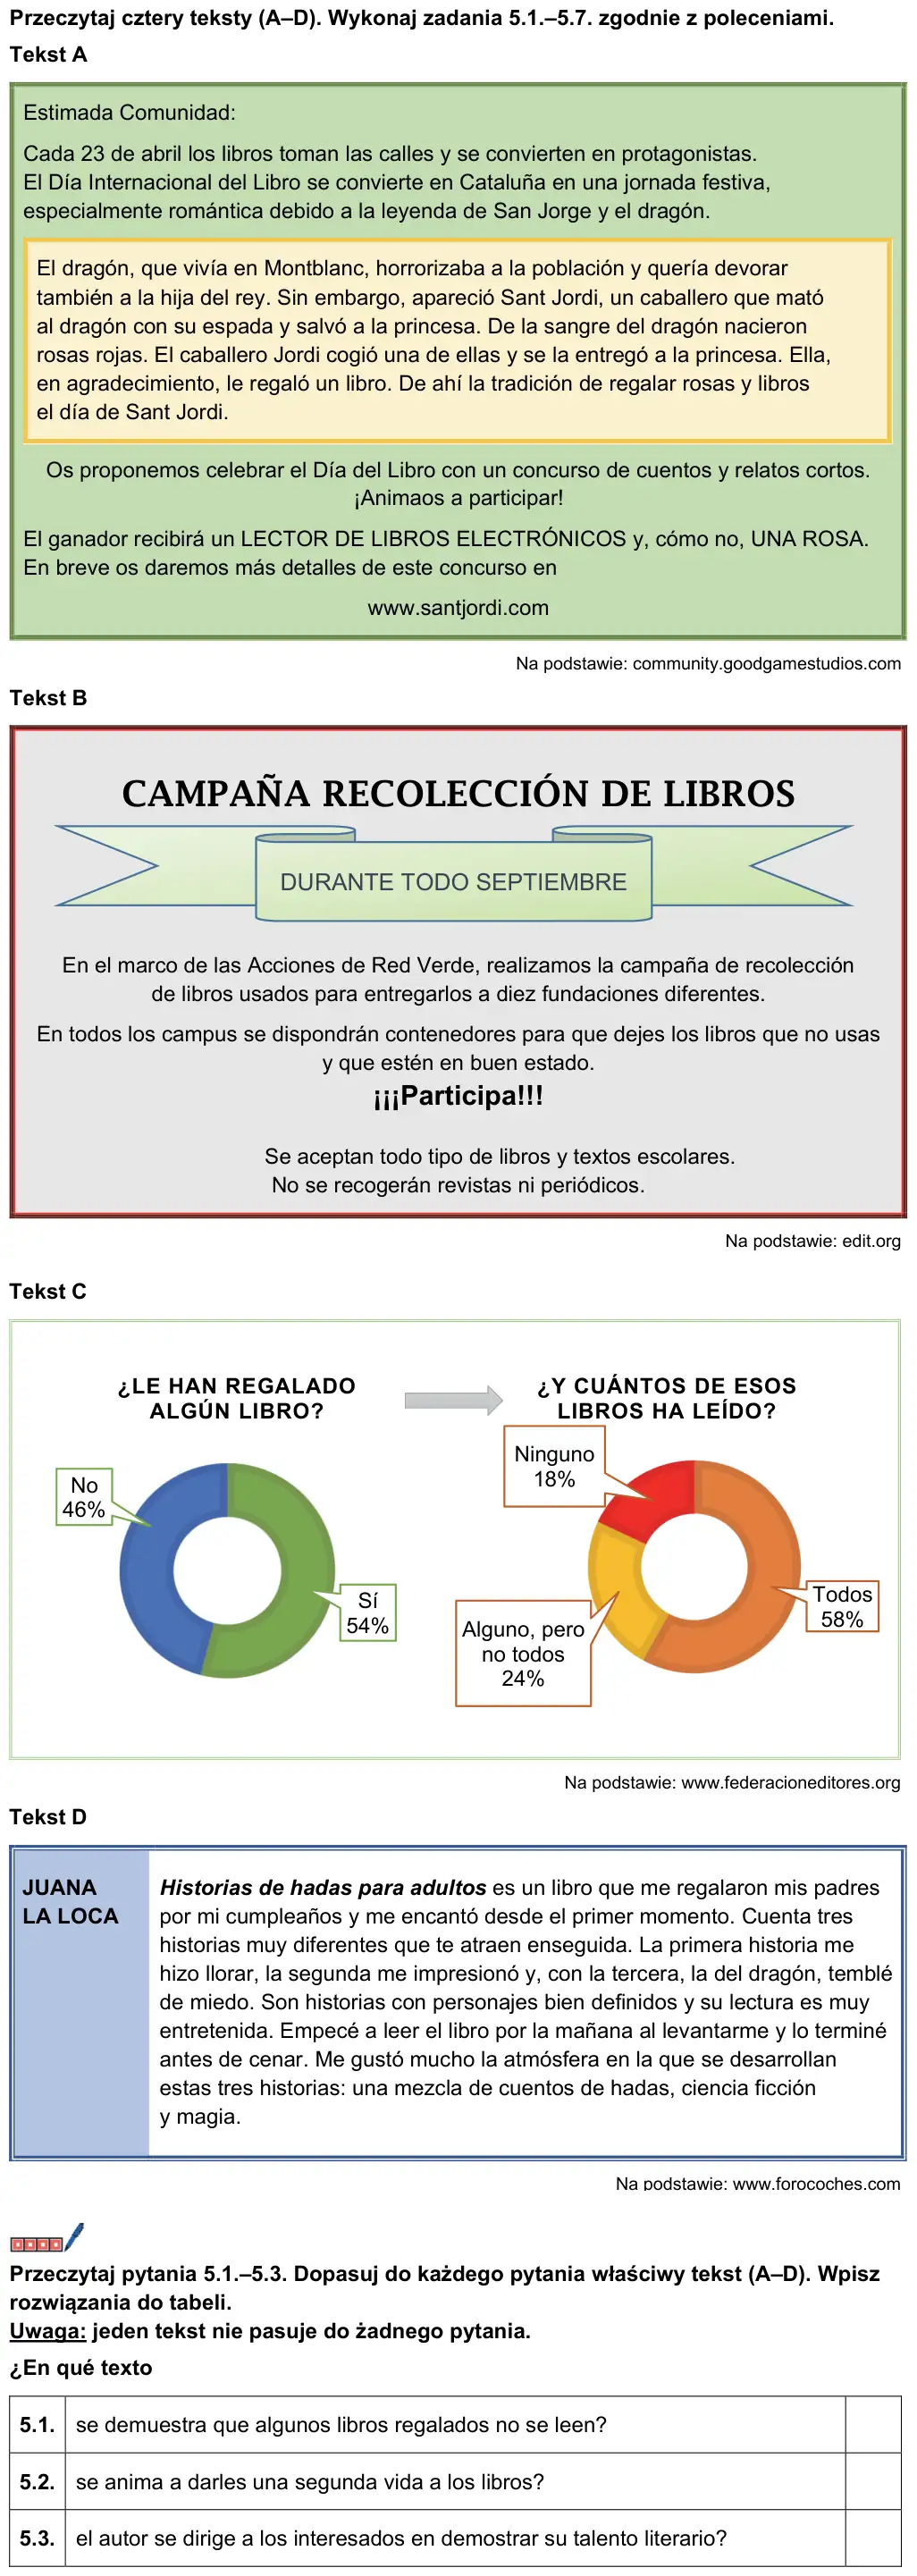 Przeczytaj cztery teksty (A–D). Wykonaj zadania 5.1.–5.7. zgodnie z poleceniami.
Tekst A
Estimada Comunidad:
Cada 23 de abril los libros toman las calles y se convierten en protagonistas.
El Día Internacional del Libro se convierte en Cataluña en una jornada festiva,
especialmente romántica debido a la leyenda de San Jorge y el dragón.
El dragón, que vivía en Montblanc, horrorizaba a la población y quería devorar
también a la hija del rey. Sin embargo, apareció Sant Jordi, un caballero que mató
al dragón con su espada y salvó a la princesa. De la sangre del dragón nacieron
rosas rojas. El caballero Jordi cogió una de ellas y se la entregó a la princesa. Ella,
en agradecimiento, le regaló un libro. De ahí la tradición de regalar rosas y libros
el día de Sant Jordi.
Os proponemos celebrar el Día del Libro con un concurso de cuentos y relatos cortos.
¡Animaos a participar!
El ganador recibirá un LECTOR DE LIBROS ELECTRÓNICOS y, cómo no, UNA ROSA.
En breve os daremos más detalles de este concurso en
www.santjordi.com
Na podstawie: community.goodgamestudios.com
Tekst B
CAMPAÑA RECOLECCIÓN DE LIBROS
DURANTE TODO SEPTIEMBRE
En el marco de las Acciones de Red Verde, realizamos la campaña de recolección
de libros usados para entregarlos a diez fundaciones diferentes.
En todos los campus se dispondrán contenedores para que dejes los libros que no usas
y que estén en buen estado.
¡¡¡Participa!!!
Se aceptan todo tipo de libros y textos escolares.
No se recogerán revistas ni periódicos.
Na podstawie: edit.org
Tekst C
¿LE HAN REGALADO
ALGÚN LIBRO?
¿Y CUÁNTOS DE ESOS
LIBROS HA LEÍDO?
No
46%
Sí
54%
Ninguno
18%
Alguno, pero
no todos
24%
Todos
58%
Na podstawie: www.federacioneditores.org
Tekst D
JUANA
LA LOCA
Historias de hadas para adultos es un libro que me regalaron mis padres
por mi cumpleaños y me encantó desde el primer momento. Cuenta tres
historias muy diferentes que te atraen enseguida. La primera historia me
hizo llorar, la segunda me impresionó y, con la tercera, la del dragón, temblé
de miedo. Son historias con personajes bien definidos y su lectura es muy
entretenida. Empecé a leer el libro por la mañana al levantarme y lo terminé
antes de cenar. Me gustó mucho la atmósfera en la que se desarrollan
estas tres historias: una mezcla de cuentos de hadas, ciencia ficción
y magia.
Na podstawie: www.forocoches.com
Przeczytaj pytania 5.1.–5.3. Dopasuj do każdego pytania właściwy tekst (A–D). Wpisz
rozwiązania do tabeli.
Uwaga: jeden tekst nie pasuje do żadnego pytania.
¿En qué texto
5.1. se demuestra que algunos libros regalados no se leen?
5.2. se anima a darles una segunda vida a los libros?
5.3. el autor se dirige a los interesados en demostrar su talento literario?